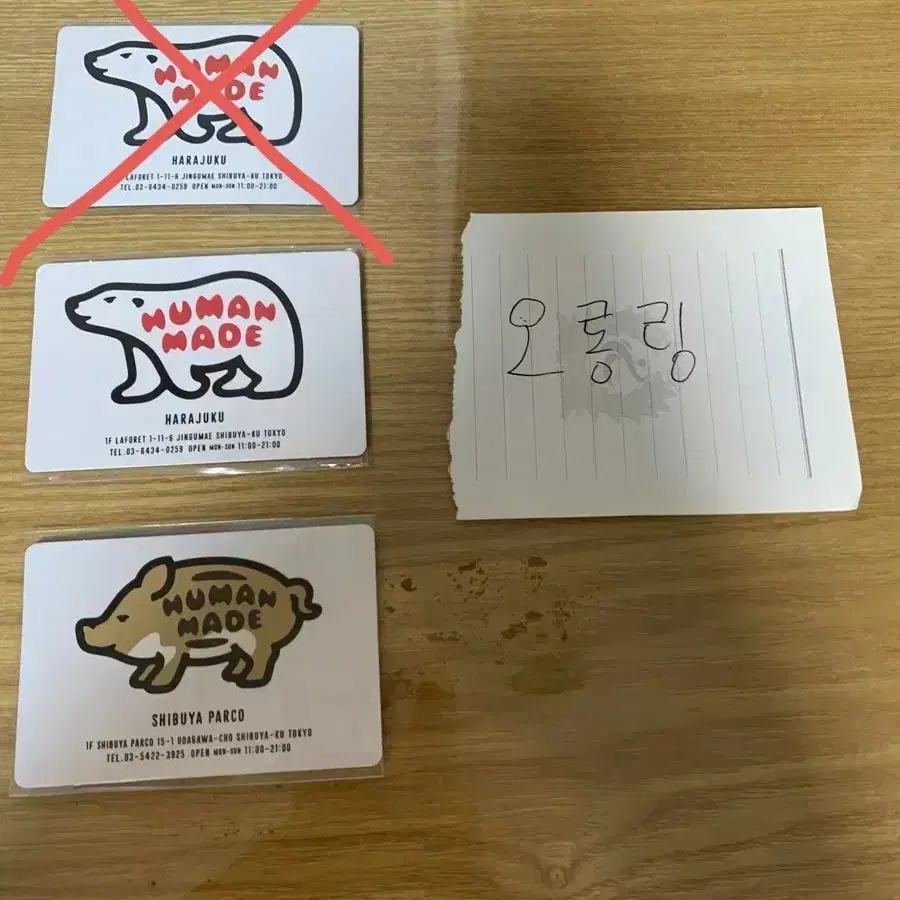 HUMAN
MADE
HARAJUKU
LAFORET 1-11-6 JINGUMAE SHIBUYA-KU TOKYO
TEL.03-6434-0259 OPEN MON-SUN 11:00-21:00
HUMAN
MADE
HARAJUKU
1F LAFORET 1-11-6 JINGUMAE SHIBUYA-KU TOKYO
TEL.03-6434-0259 OPEN MON-SUN 11:00-21:00
오롱링
HUMAN
MADE
SHIBUYA PARCO
1F SHIBUYA PARCO 15-1 UDAGAWA-CHO SHIBUYA-KU TOKYO
TEL.03-5422-3925 OPEN MON-SUN 11:00-21:00